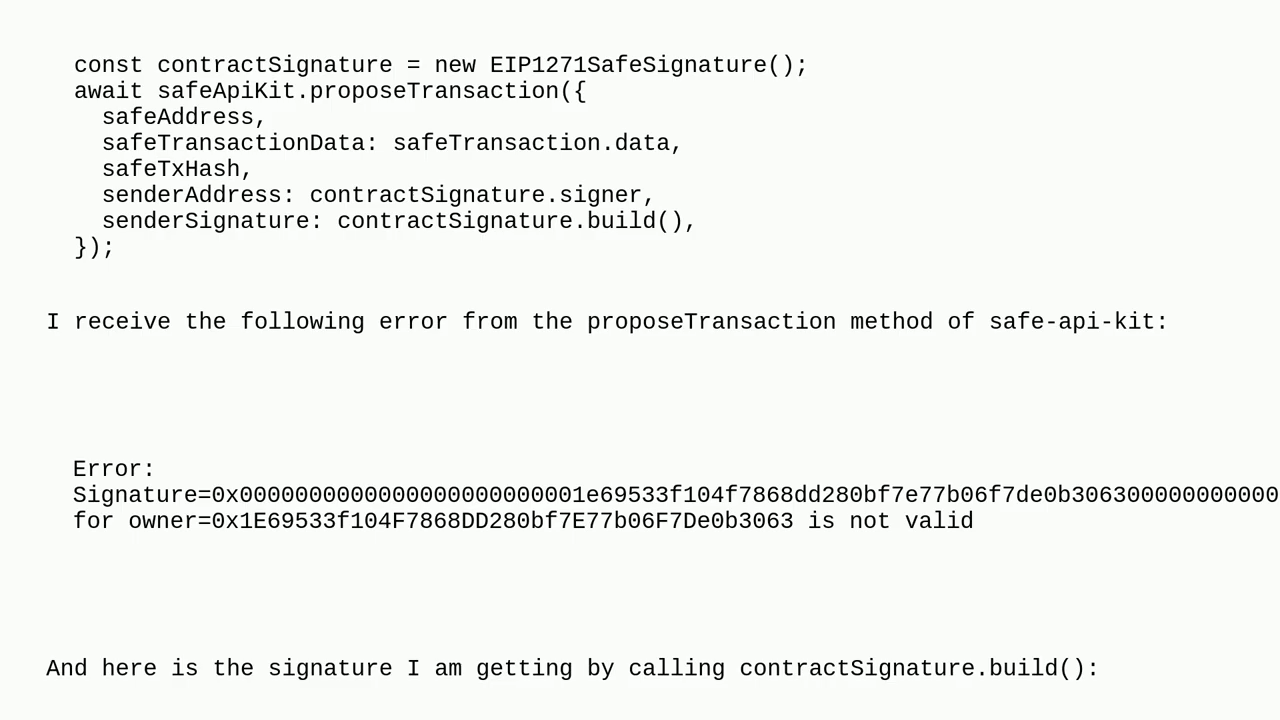 const contractSignature = new EIP1271SafeSignature();
await safeApiKit.proposeTransaction({
safeAddress,
safeTransactionData: safeTransaction.data,
safeTxHash,
senderAddress: contractSignature.signer,
senderSignature: contractSignature.build(),
});
I receive the following error from the proposeTransaction method of safe-api-kit:
Error:
Signature=0x0000000000000000000000001e69533f104f7868dd280bf7e77b06f7de0b306300000000000
for owner=0x1E69533f104F7868DD280bf7E77b06F7De0b3063 is not valid
And here is the signature I am getting by calling contractSignature.build():